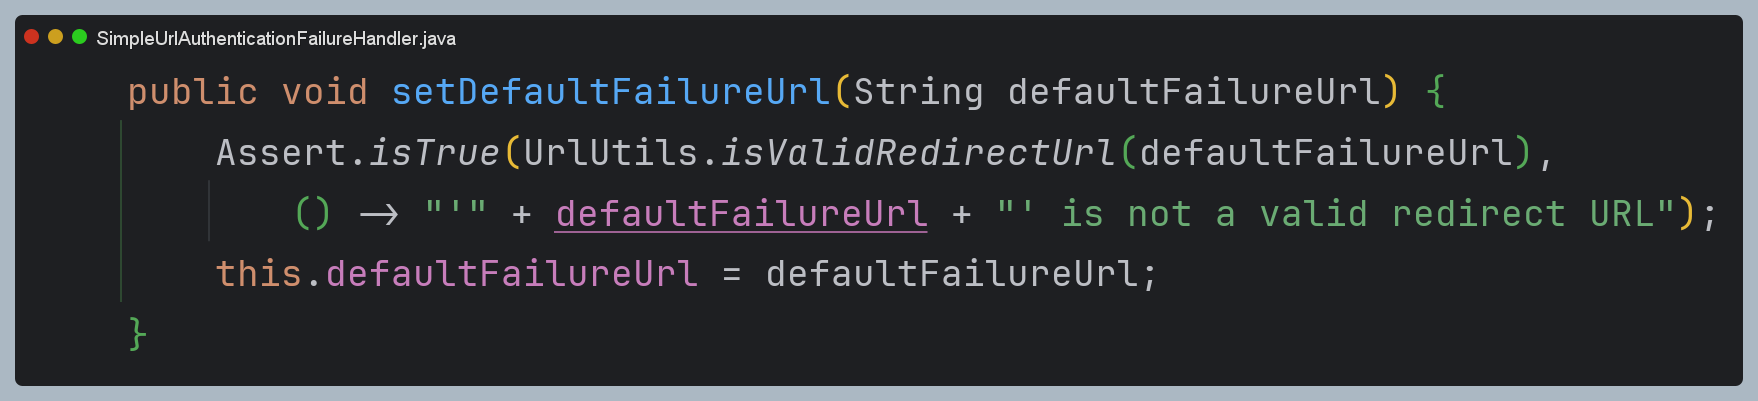 SimpleUrlAuthenticationFailureHandler.java
public void setDefaultFailureUrl(String defaultFailureUrl) {
Assert.isTrue(UrlUtils.isValidRedirectUrl(defaultFailureUrl),
() -> "'" + defaultFailureUrl + "' is not a valid redirect URL");
this.defaultFailureUrl = defaultFailureUrl;
}